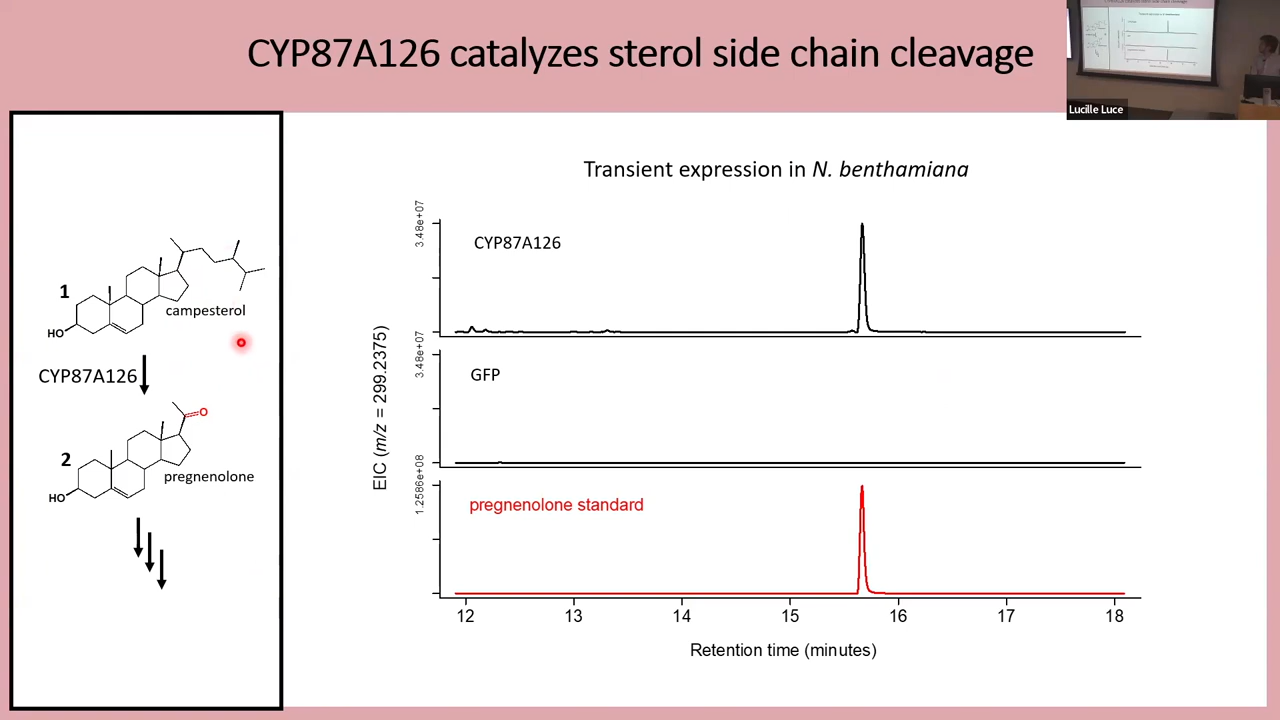 CYP87A126 catalyzes sterol side chain cleavage
Lucille Luce
1
HO
campesterol
CYP87A126
O
2
HO
pregnenolone
Transient expression in N. benthamiana
EIC (m/z = 299.2375)
3.48e+07
CYP87A126
3.48e+07
GFP
1.2586e+08
pregnenolone standard
12 13 14 15 16 17 18
Retention time (minutes)